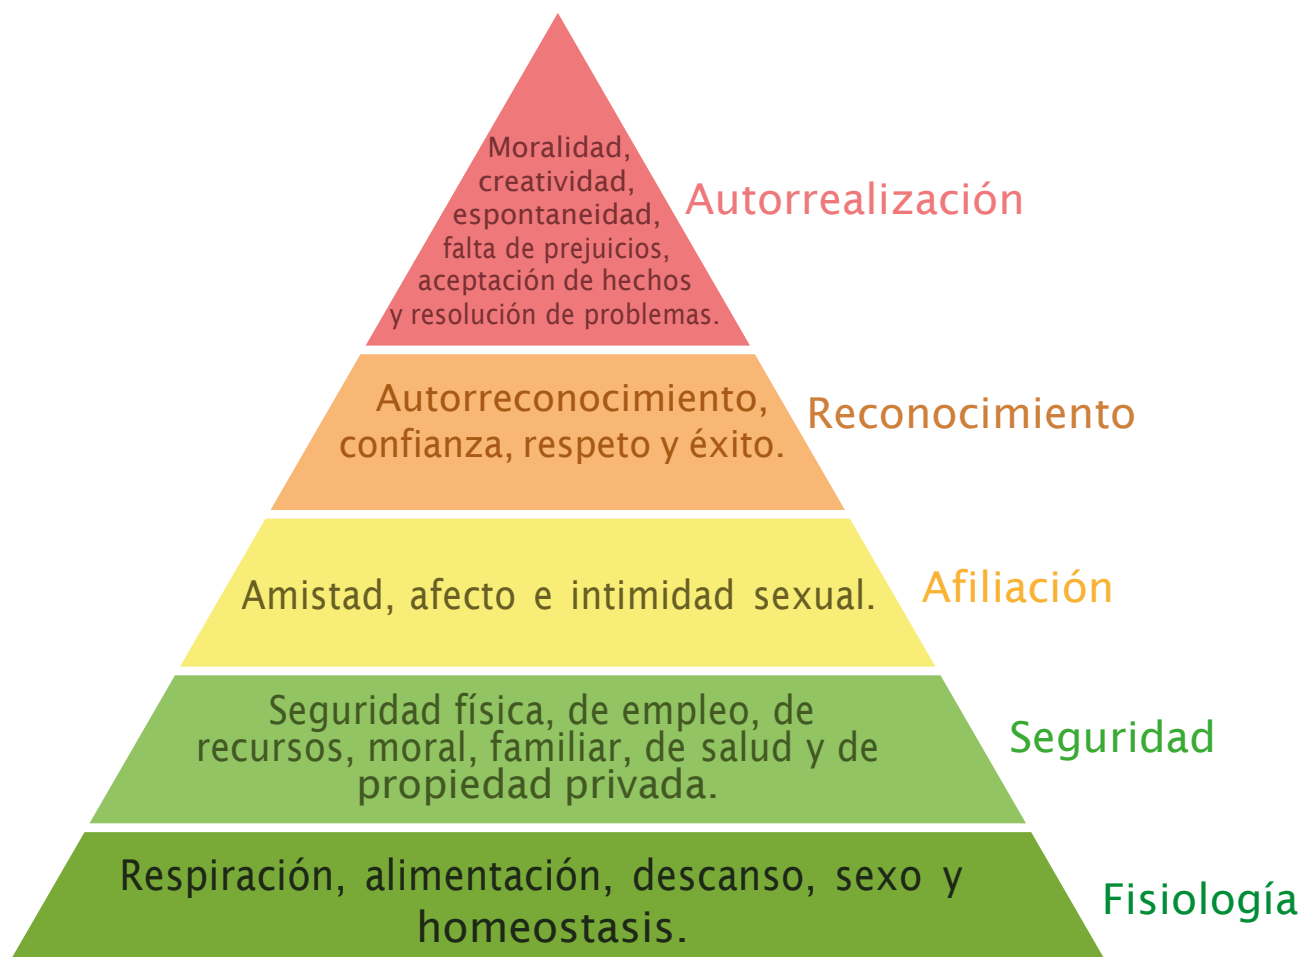 Moralidad,
creatividad,
espontaneidad,
falta de prejuicios,
aceptación de hechos
y resolución de problemas.
Autorrealización
Autorreconocimiento,
confianza, respeto y éxito.
Reconocimiento
Amistad, afecto e intimidad sexual.
Afiliación
Seguridad física, de empleo, de
recursos, moral, familiar, de salud y de
propiedad privada.
Seguridad
Respiración, alimentación, descanso, sexo y
homeostasis.
Fisiología